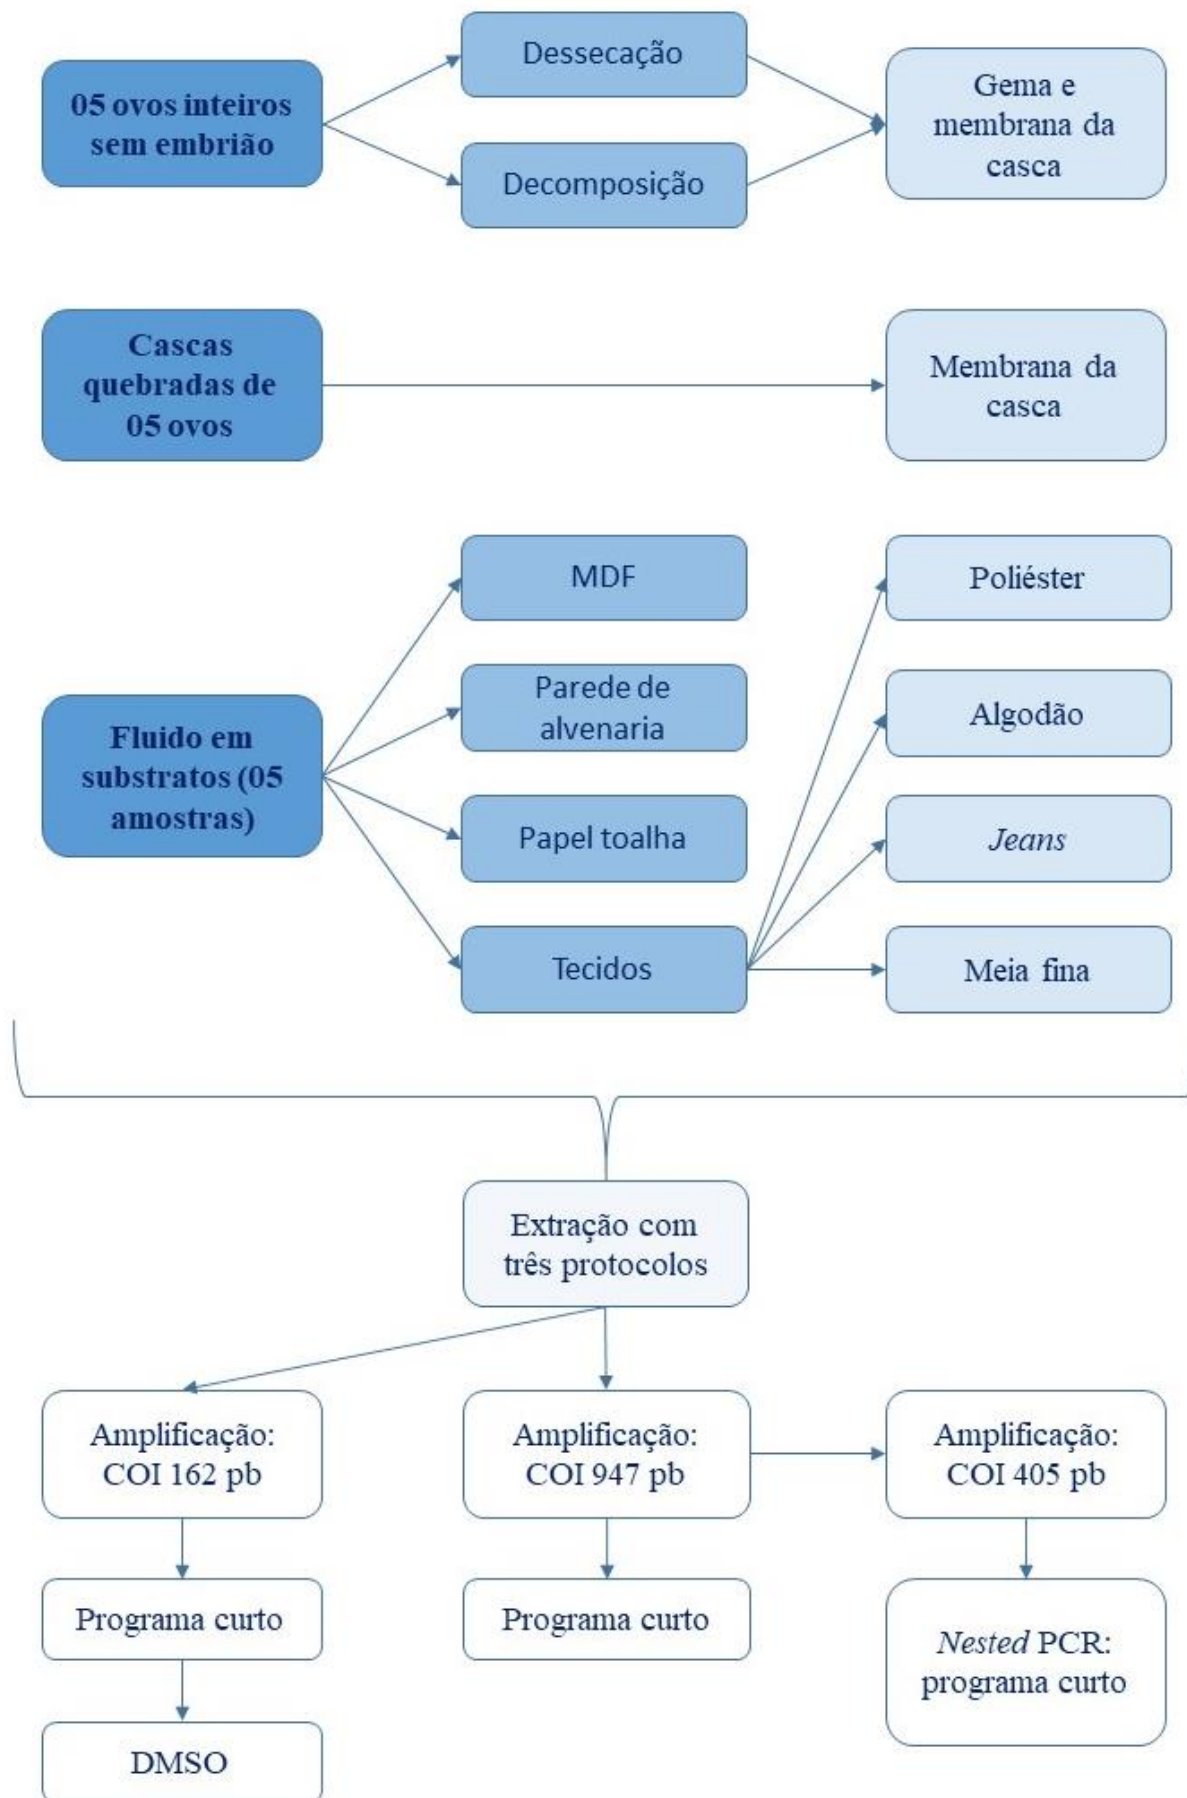 Dessecação
05 ovos inteiros
sem embrião
Gema e
membrana da
casca
Decomposição
Cascas
quebradas de
05 ovos
Membrana da
casca
MDF
Poliéster
Parede de
alvenaria
Algodão
Fluido em
substratos (05
amostras)
Papel toalha
Jeans
Tecidos
Meia fina
Extração com
três protocolos
Amplificação:
COI 162 pb
Amplificação:
COI 947 pb
Amplificação:
COI 405 pb
Programa curto
Programa curto
Nested PCR:
programa curto
DMSO